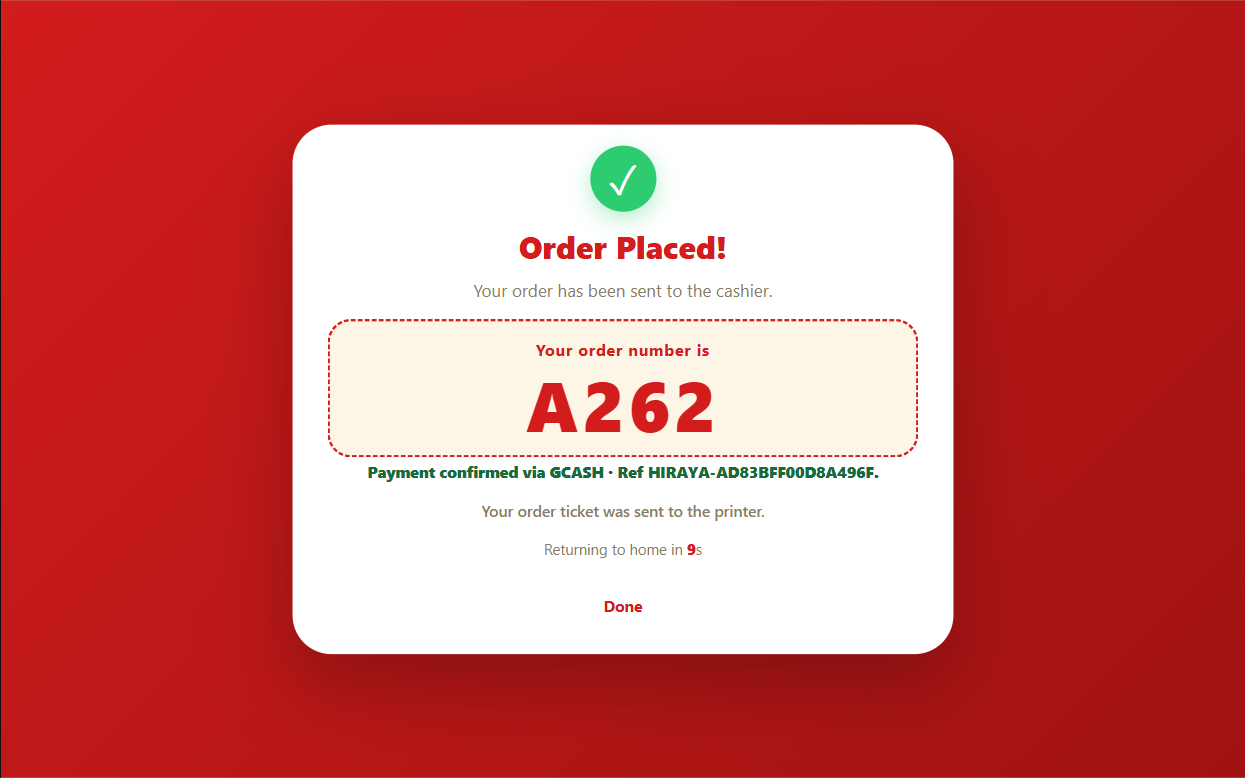 Order Placed!
Your order has been sent to the cashier.
Your order number is
A262
Payment confirmed via GCASH · Ref HIRAYA-AD83BFF00D8A496F.
Your order ticket was sent to the printer.
Returning to home in 9s
Done